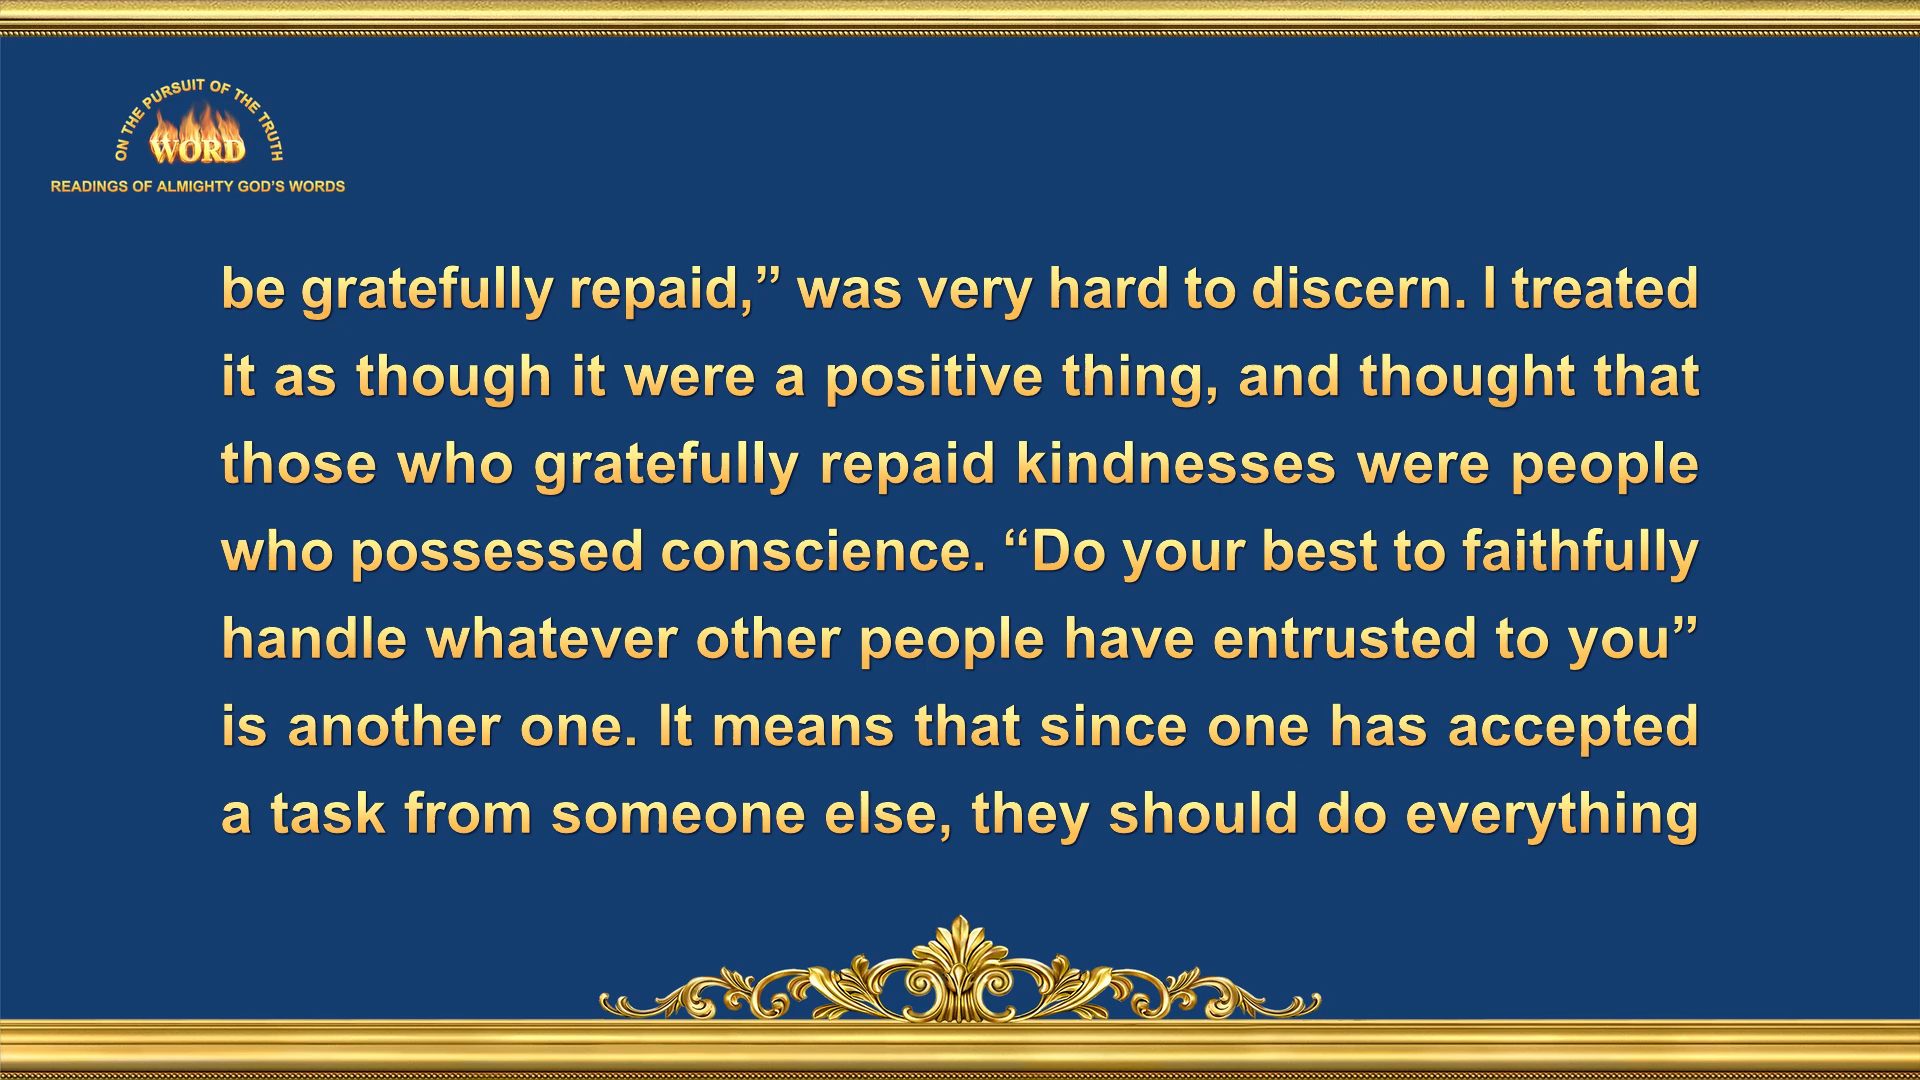 ON THE PURSUIT OF THE TRUTH
WORD
READINGS OF ALMIGHTY GOD’S WORDS
be gratefully repaid,” was very hard to discern. I treated
it as though it were a positive thing, and thought that
those who gratefully repaid kindnesses were people
who possessed conscience. “Do your best to faithfully
handle whatever other people have entrusted to you”
is another one. It means that since one has accepted
a task from someone else, they should do everything